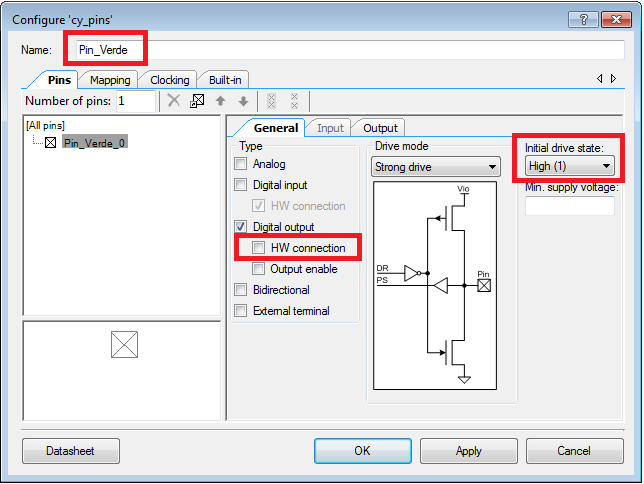 Configure 'cy_pins'
Name: Pin_Verde
Pins Mapping Clocking Built-in
Number of pins: 1
[All pins]
Pin_Verde_0
General Input Output
Type
Analog
Digital input
HW connection
Digital output
HW connection
Output enable
Bidirectional
External terminal
Drive mode
Strong drive
Vio
DR
PS
Pin
Initial drive state:
High (1)
Min. supply voltage:
Datasheet OK Apply Cancel